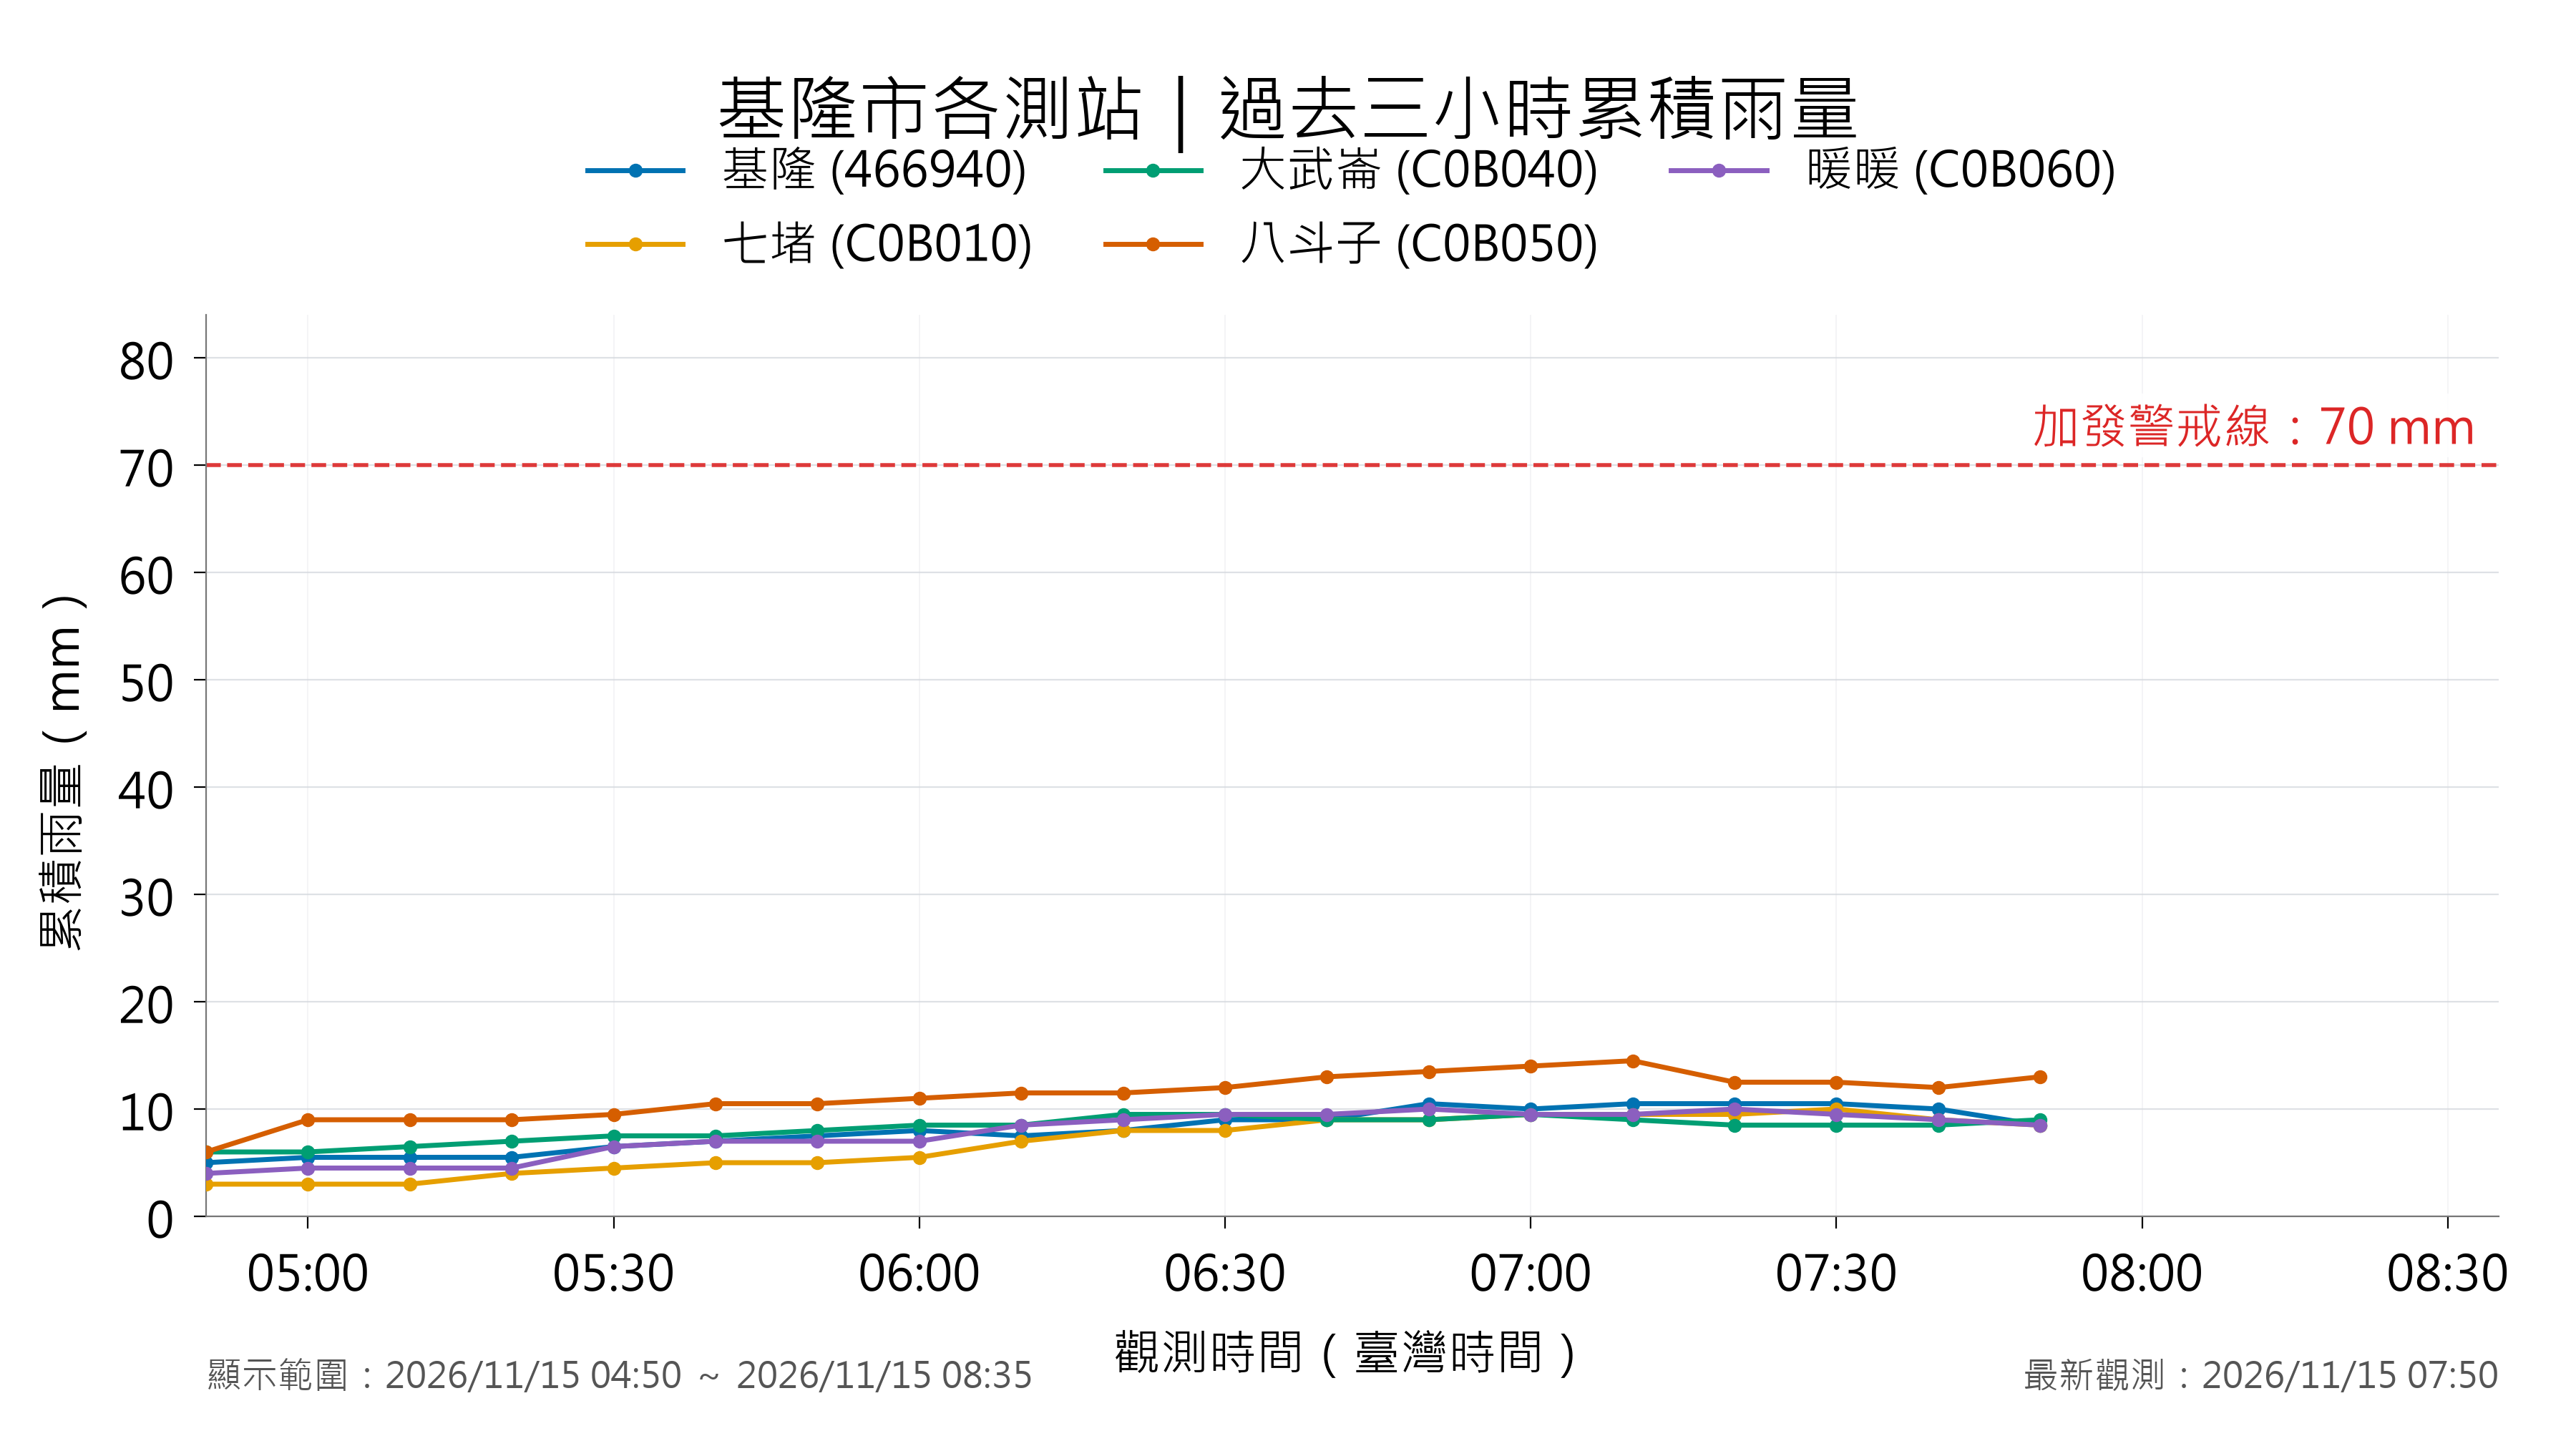 基隆市各測站｜過去三小時累積雨量
基隆 (466940)
七堵 (C0B010)
大武崙 (C0B040)
八斗子 (C0B050)
暖暖 (C0B060)
加發警戒線：70 mm
累積雨量（mm）
80
70
60
50
40
30
20
10
0
05:00 05:30 06:00 06:30 07:00 07:30 08:00 08:30
觀測時間（臺灣時間）
顯示範圍：2026/11/15 04:50 ~ 2026/11/15 08:35
最新觀測：2026/11/15 07:50